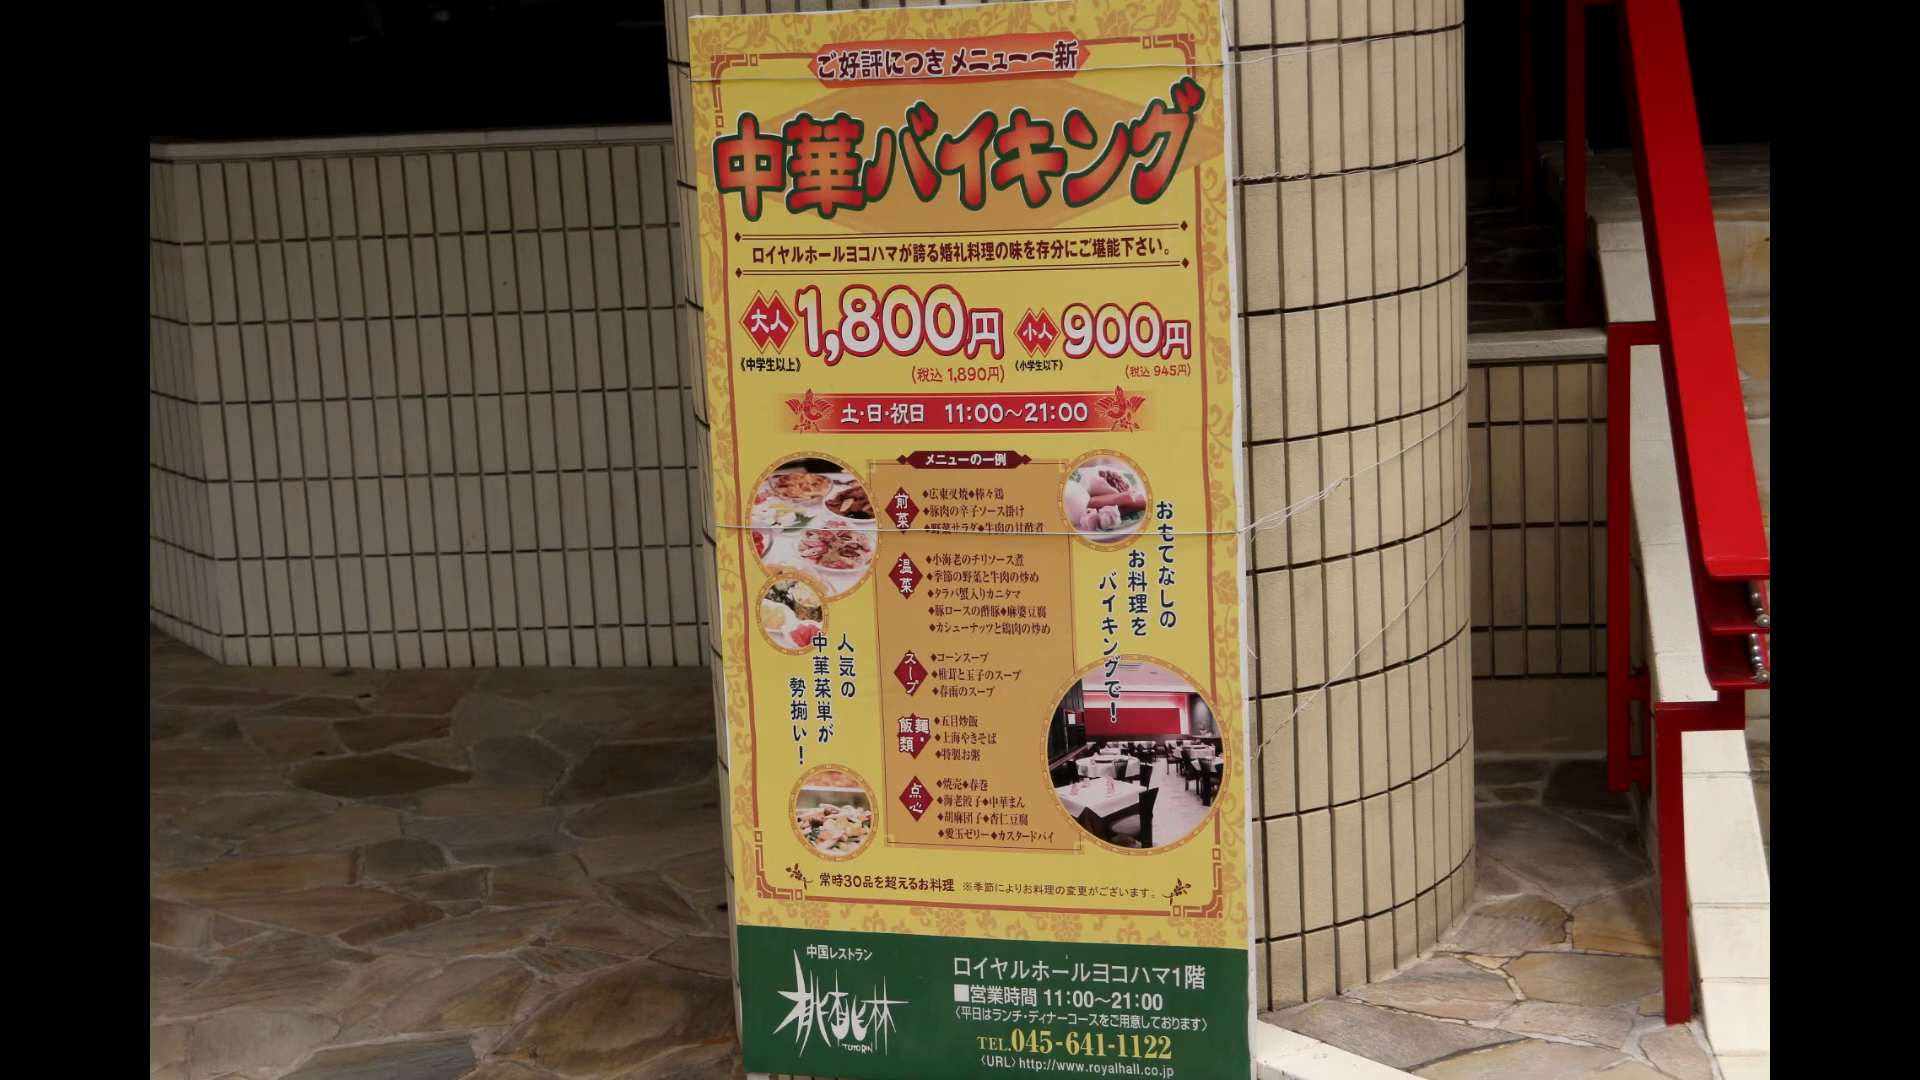 ご好評につき メニュー一新
中華バイキング
ロイヤルホールヨコハマが誇る婚礼料理の味を存分にご堪能下さい。
大人 1,800円 小人 900円
《中学生以上》 《小学生以下》
(税込 1,890円) (税込 945円)
土・日・祝日 11:00〜21:00
メニューの一例
前菜
♦広東叉焼♦棒々鶏
♦豚肉の辛子ソース掛け
♦野菜サラダ♦牛肉の甘酢煮
温菜
♦小海老のチリソース煮
♦季節の野菜と牛肉の炒め
♦タラバ蟹入りカニタマ
♦豚ロースの酢豚♦麻婆豆腐
♦カシューナッツと鶏肉の炒め
スープ
♦コーンスープ
♦椎茸と玉子のスープ
♦春雨のスープ
麺・飯類
♦五目炒飯
♦上海やきそば
♦特製お粥
点心
♦焼売♦春巻
♦海老餃子♦中華まん
♦胡麻団子♦杏仁豆腐
♦愛玉ゼリー♦カスタードパイ
おもてなしの
お料理を
バイキングで！
人気の
中華菜単が
勢揃い！
常時30品を超えるお料理 ※季節によりお料理の変更がございます。
中国レストラン
桃桃林
TOTORIN
ロイヤルホールヨコハマ1階
■営業時間 11:00〜21:00
〈平日はランチ・ディナーコースをご用意しております〉
TEL.045-641-1122
〈URL〉http://www.royalhall.co.jp